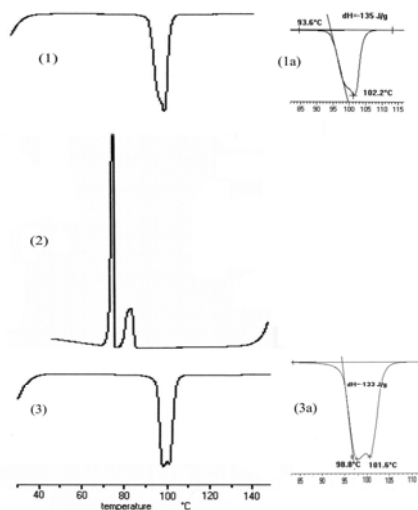 (1)
93.6°C
dH=-135 J/g
102.2°C
85 90 95 100 105 110 115
(1a)
(2)
(3)
40 60 80 100 120 140
temperature °C
dH=-133 J/g
98.8°C 101.6°C
85 90 95 100 105 110
(3a)